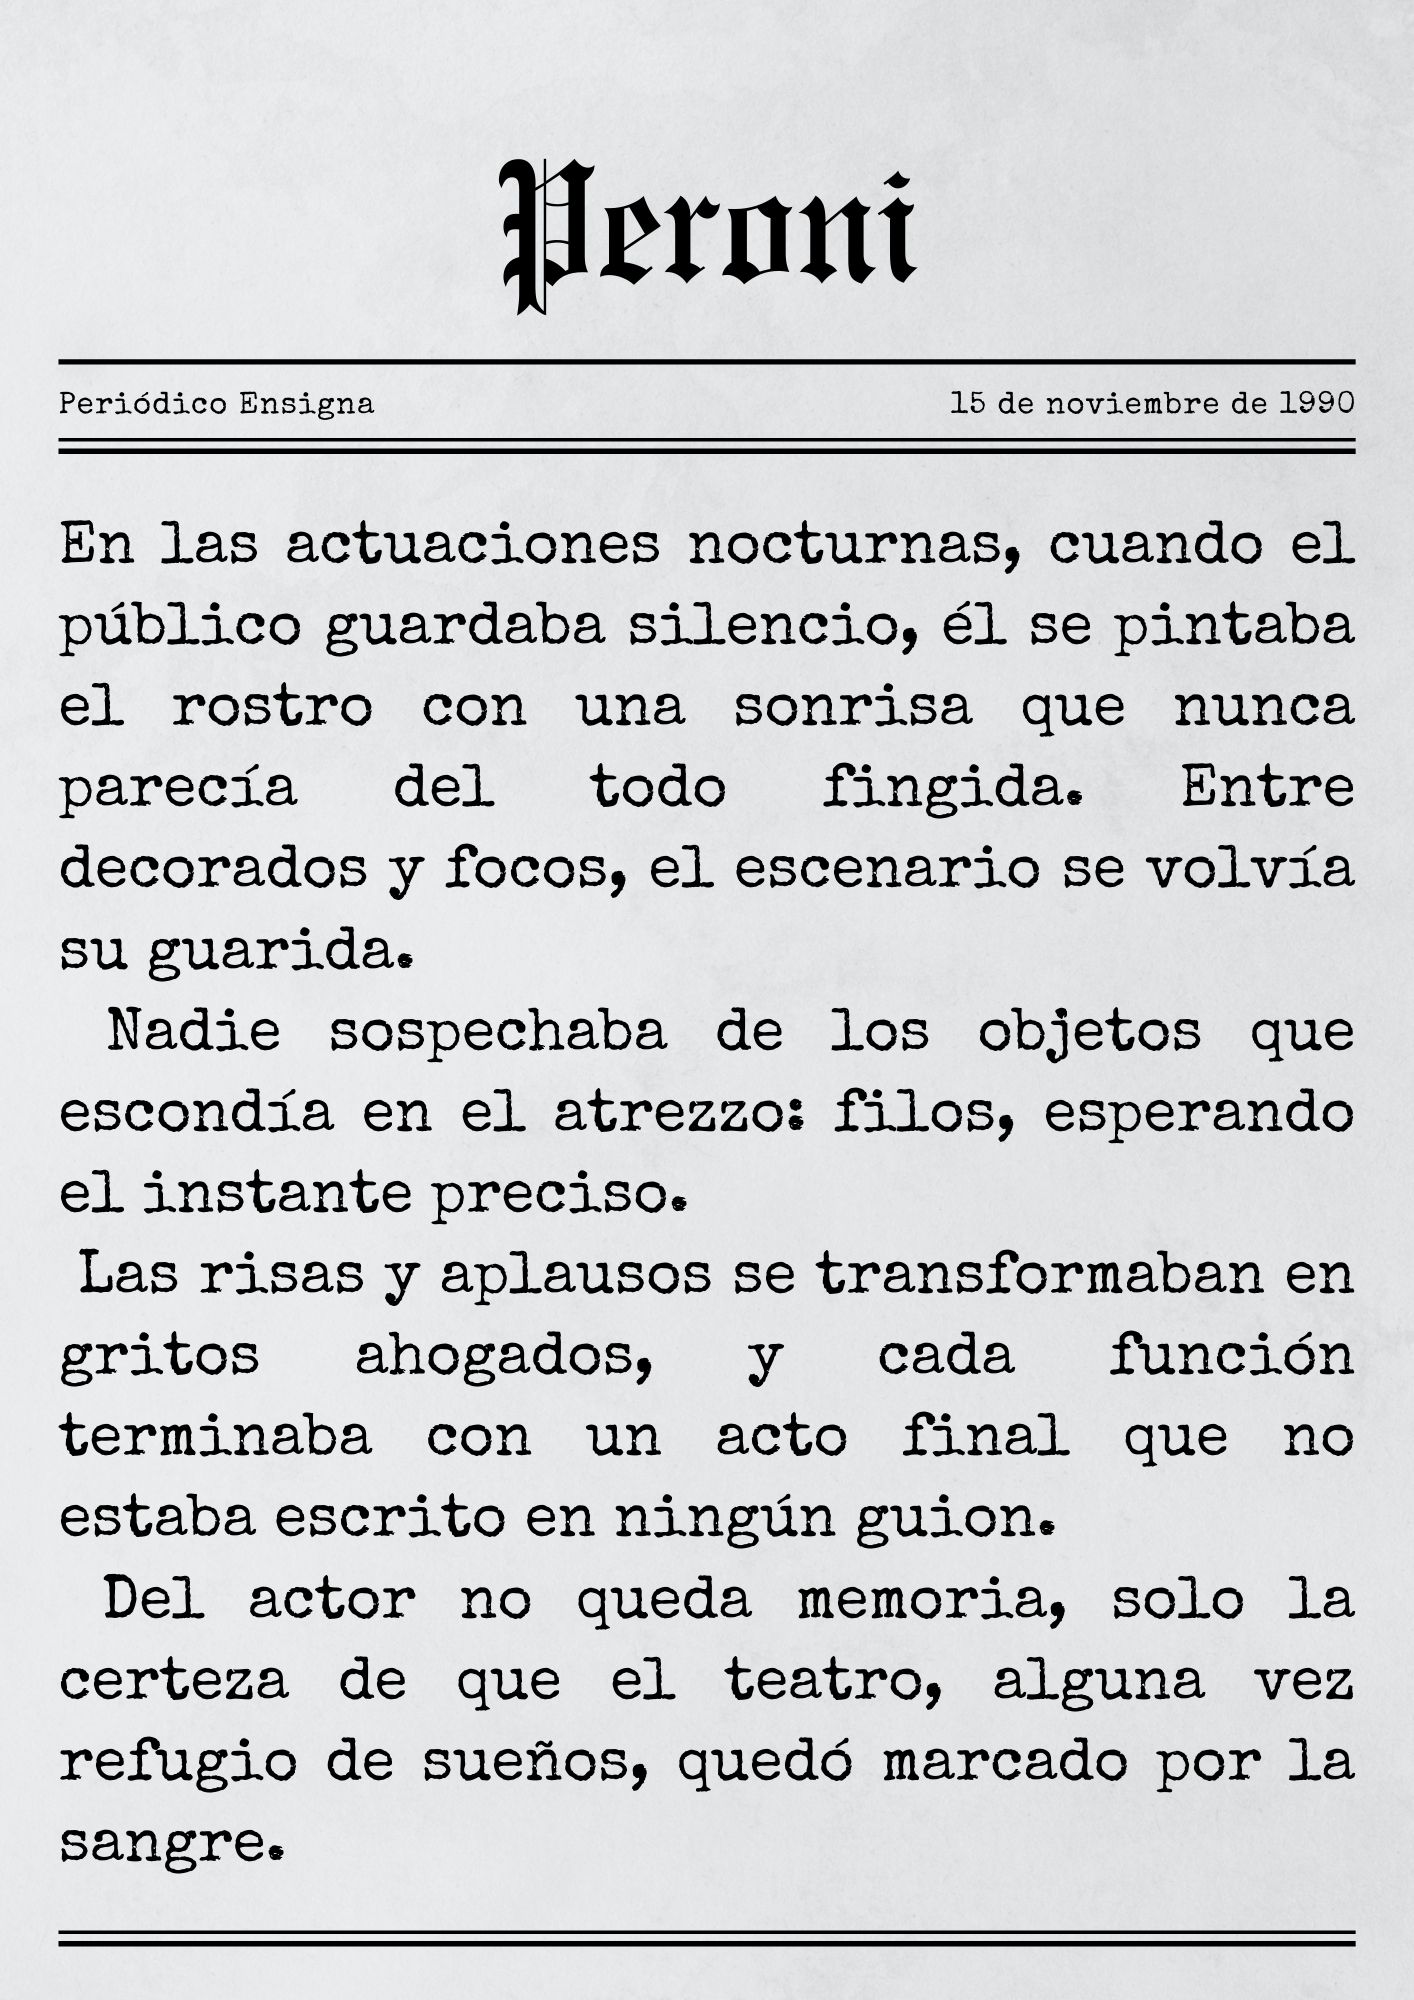 Peroni
Periódico Ensigna
15 de noviembre de 1990
En las actuaciones nocturnas, cuando el
público guardaba silencio, él se pintaba
el rostro con una sonrisa que nunca
parecía del todo fingida. Entre
decorados y focos, el escenario se volvía
su guarida.
Nadie sospechaba de los objetos que
escondía en el atrezzo: filos, esperando
el instante preciso.
Las risas y aplausos se transformaban en
gritos ahogados, y cada función
terminaba con un acto final que no
estaba escrito en ningún guion.
Del actor no queda memoria, solo la
certeza de que el teatro, alguna vez
refugio de sueños, quedó marcado por la
sangre.